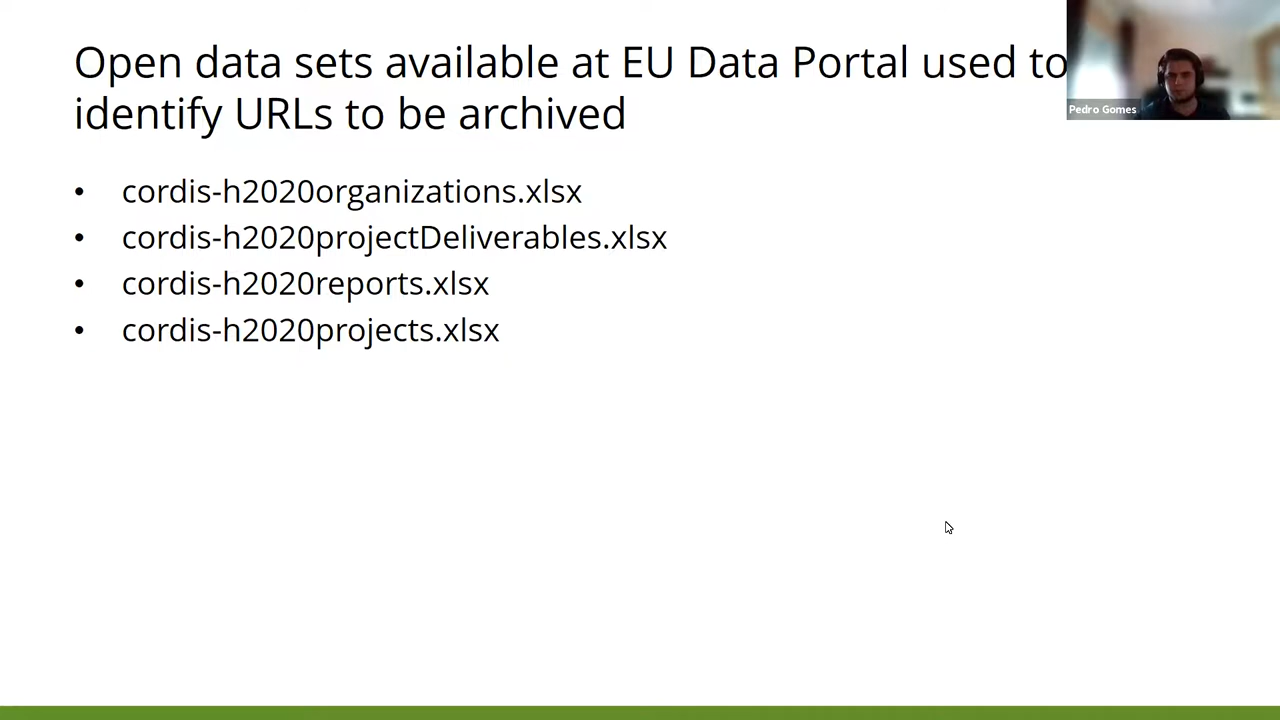 Open data sets available at EU Data Portal used to
identify URLs to be archived
Pedro Gomes
• cordis-h2020organizations.xlsx
• cordis-h2020projectDeliverables.xlsx
• cordis-h2020reports.xlsx
• cordis-h2020projects.xlsx